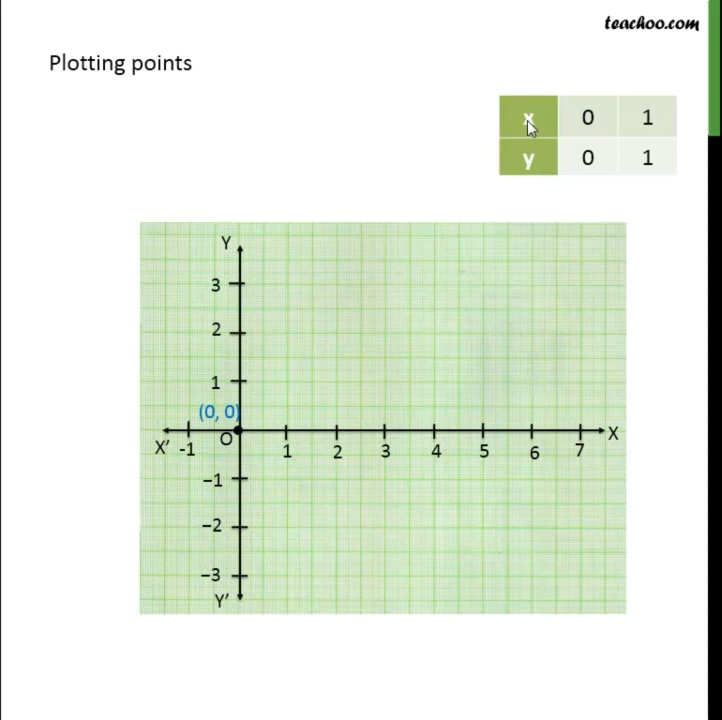 teachoo.com
Plotting points
x 0 1
y 0 1
Y
3
2
1
(0, 0)
X’ -1 O 1 2 3 4 5 6 7 X
–1
–2
–3
Y’